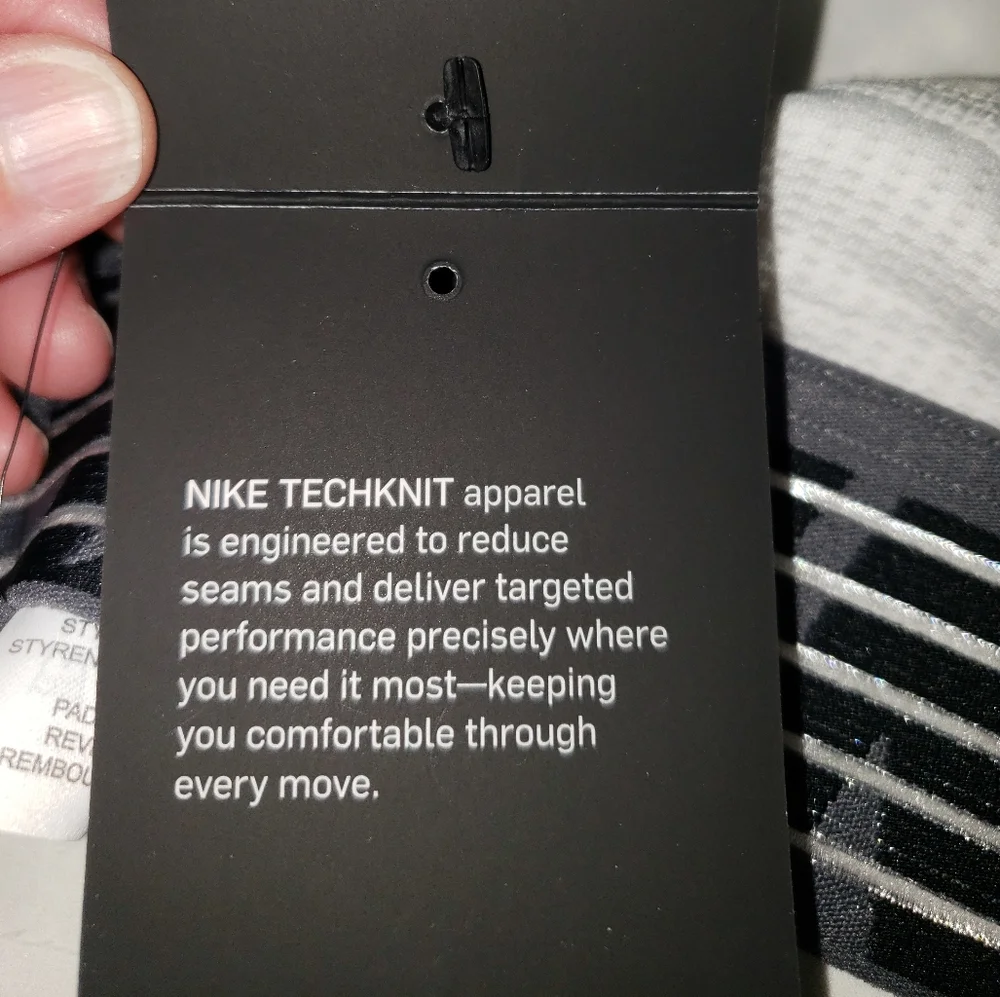 NIKE TECHKNIT apparel
is engineered to reduce
seams and deliver targeted
performance precisely where
you need it most—keeping
you comfortable through
every move.